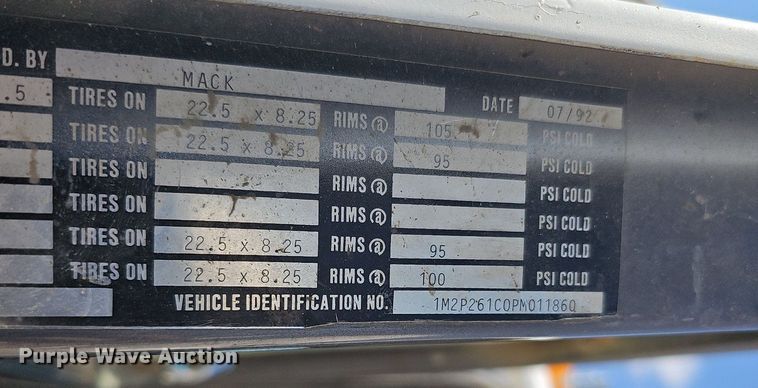 D. BY MACK DATE 07/92
.5 TIRES ON 22.5 x 8.25 RIMS @ 105 PSI COLD
TIRES ON 22.5 x 8.25 RIMS @ 95 PSI COLD
TIRES ON RIMS @ PSI COLD
TIRES ON RIMS @ PSI COLD
TIRES ON 22.5 x 8.25 RIMS @ 95 PSI COLD
TIRES ON 22.5 x 8.25 RIMS @ 100 PSI COLD
VEHICLE IDENTIFICATION NO. 1M2P261C0PM011860
Purple Wave Auction